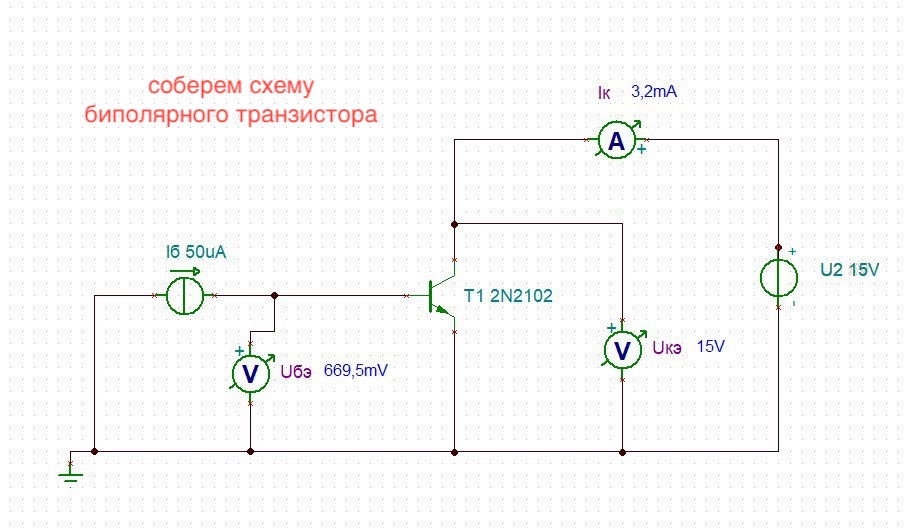 соберем схему
биполярного транзистора
Iк 3,2mA
A
+
Iб 50uA
+
U2 15V
-
T1 2N2102
+
V
Uбэ 669,5mV
+
V
Uкэ 15V